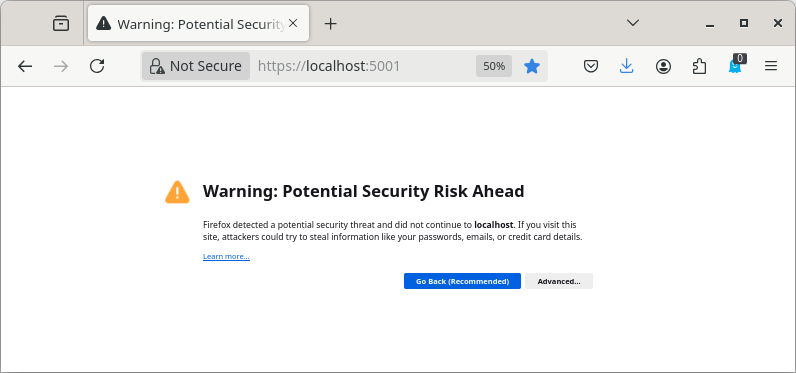 Warning: Potential Security
Not Secure
https://localhost:5001
50%
0
Warning: Potential Security Risk Ahead
Firefox detected a potential security threat and did not continue to localhost. If you visit this
site, attackers could try to steal information like your passwords, emails, or credit card details.
Learn more...
Go Back (Recommended)
Advanced...